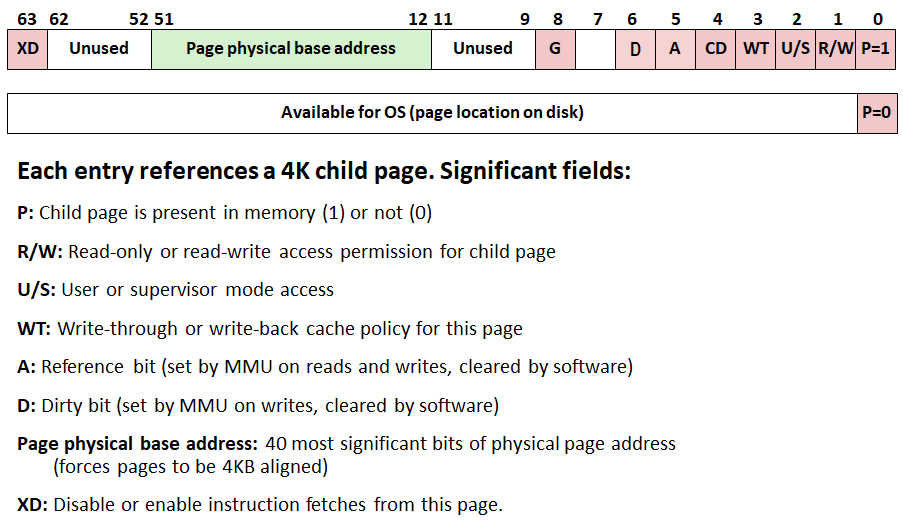 63 62 52 51 12 11 9 8 7 6 5 4 3 2 1 0
XD Unused Page physical base address Unused G D A CD WT U/S R/W P=1
Available for OS (page location on disk) P=0
Each entry references a 4K child page. Significant fields:
P: Child page is present in memory (1) or not (0)
R/W: Read-only or read-write access permission for child page
U/S: User or supervisor mode access
WT: Write-through or write-back cache policy for this page
A: Reference bit (set by MMU on reads and writes, cleared by software)
D: Dirty bit (set by MMU on writes, cleared by software)
Page physical base address: 40 most significant bits of physical page address
(forces pages to be 4KB aligned)
XD: Disable or enable instruction fetches from this page.